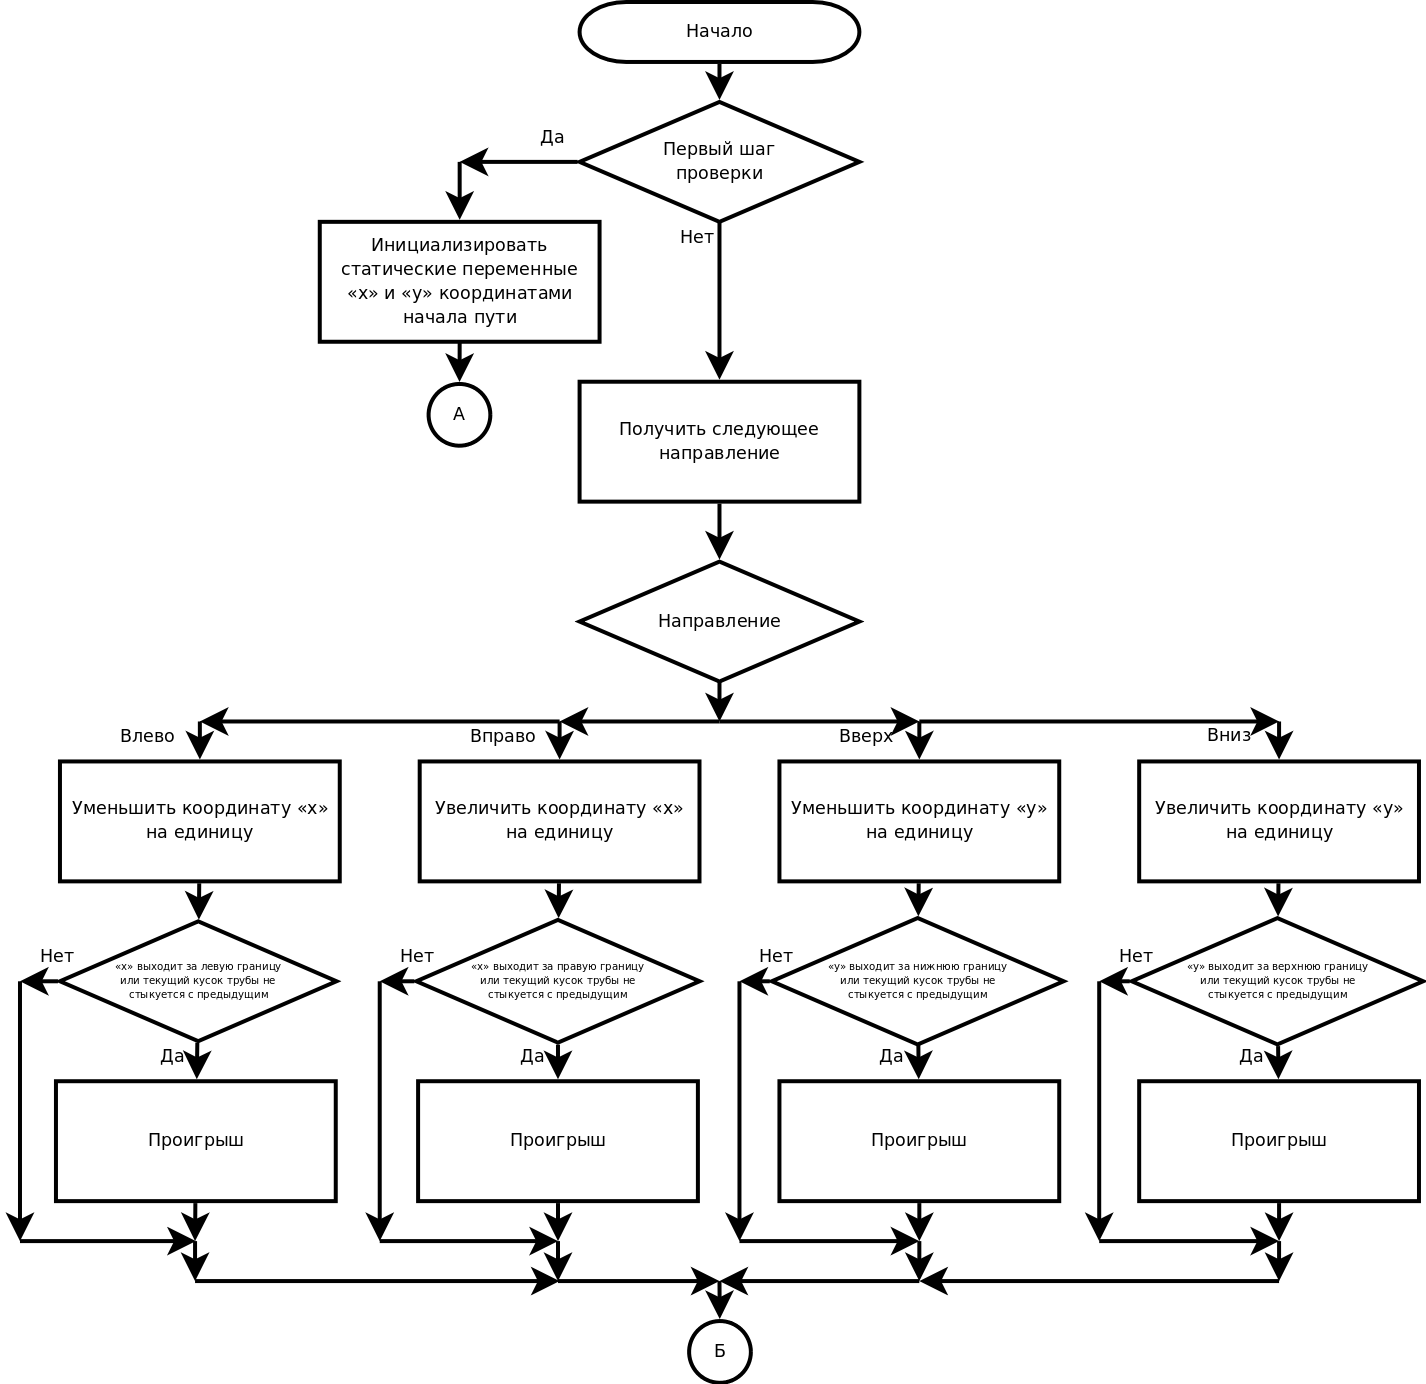 Начало
Да
Первый шаг
проверки
Нет
Инициализировать
статические переменные
«x» и «y» координатами
начала пути
А
Получить следующее
направление
Направление
Влево
Вправо
Вверх
Вниз
Уменьшить координату «x»
на единицу
Увеличить координату «x»
на единицу
Уменьшить координату «y»
на единицу
Увеличить координату «y»
на единицу
Нет
«x» выходит за левую границу
или текущий кусок трубы не
стыкуется с предыдущим
Нет
«x» выходит за правую границу
или текущий кусок трубы не
стыкуется с предыдущим
Нет
«y» выходит за нижнюю границу
или текущий кусок трубы не
стыкуется с предыдущим
Нет
«y» выходит за верхнюю границу
или текущий кусок трубы не
стыкуется с предыдущим
Да
Да
Да
Да
Проигрыш
Проигрыш
Проигрыш
Проигрыш
Б